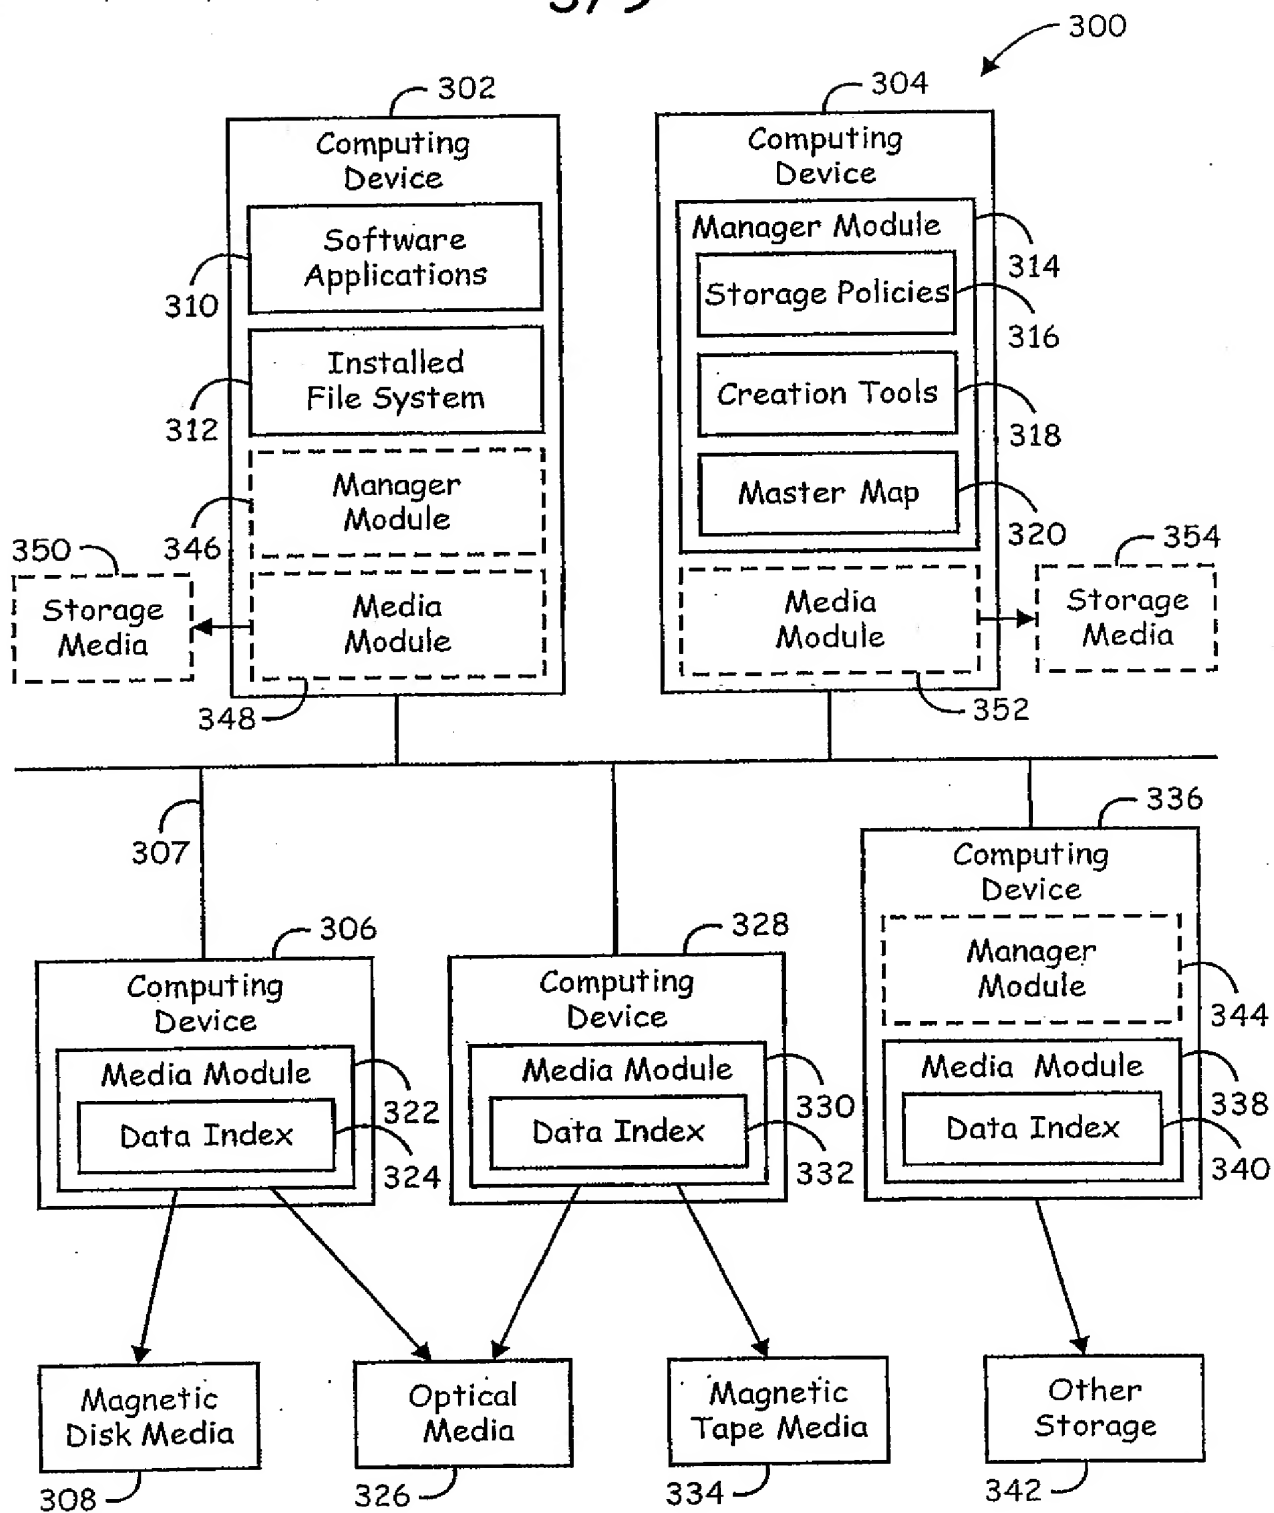 3/5
300
302
304
Computing
Device
Computing
Device
Software
Applications
310
Manager Module
314
Storage Policies
316
Installed
File System
312
Creation Tools
318
Manager
Module
346
Master Map
320
350
354
Storage
Media
Media
Module
348
Media
Module
352
Storage
Media
307
336
Computing
Device
306
328
Manager
Module
344
Computing
Device
Computing
Device
Media Module
322
Data Index
324
Media Module
330
Data Index
332
Media Module
338
Data Index
340
Magnetic
Disk Media
308
Optical
Media
326
Magnetic
Tape Media
334
Other
Storage
342